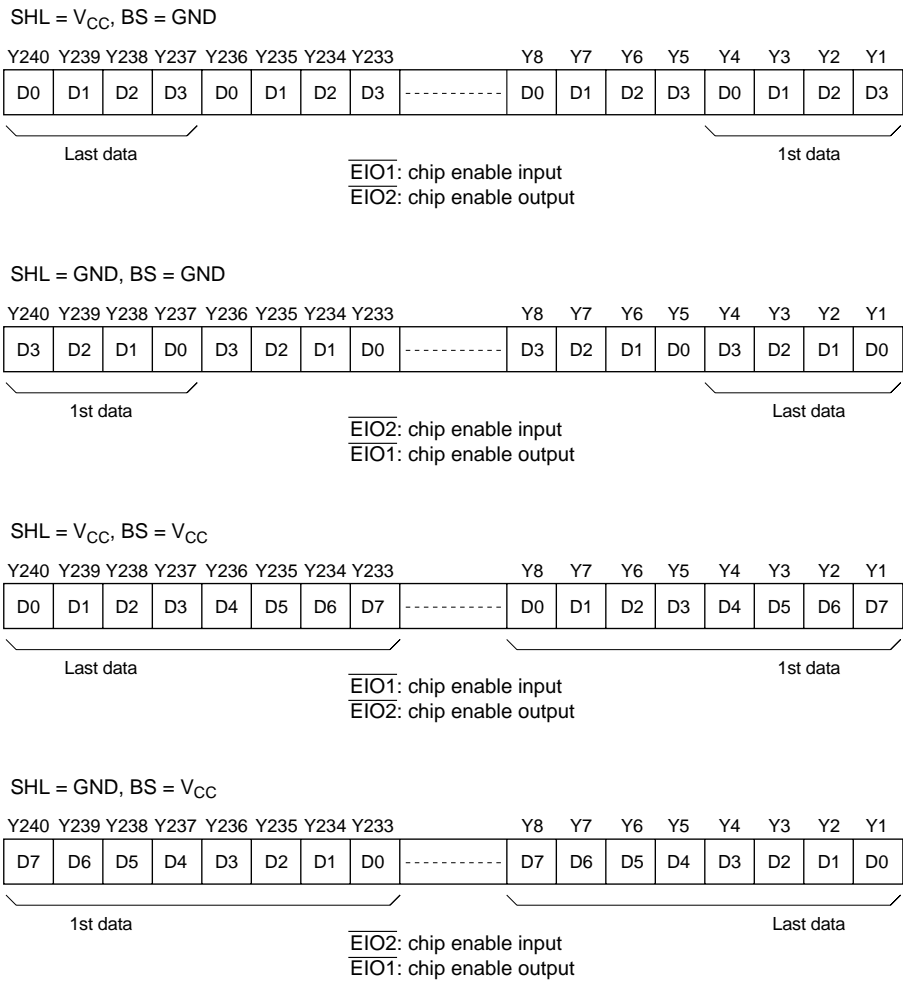 SHL = VCC, BS = GND
Y240 Y239 Y238 Y237 Y236 Y235 Y234 Y233 Y8 Y7 Y6 Y5 Y4 Y3 Y2 Y1
D0 D1 D2 D3 D0 D1 D2 D3 D0 D1 D2 D3 D0 D1 D2 D3
Last data 1st data
EIO1: chip enable input
EIO2: chip enable output
SHL = GND, BS = GND
Y240 Y239 Y238 Y237 Y236 Y235 Y234 Y233 Y8 Y7 Y6 Y5 Y4 Y3 Y2 Y1
D3 D2 D1 D0 D3 D2 D1 D0 D3 D2 D1 D0 D3 D2 D1 D0
1st data Last data
EIO2: chip enable input
EIO1: chip enable output
SHL = VCC, BS = VCC
Y240 Y239 Y238 Y237 Y236 Y235 Y234 Y233 Y8 Y7 Y6 Y5 Y4 Y3 Y2 Y1
D0 D1 D2 D3 D4 D5 D6 D7 D0 D1 D2 D3 D4 D5 D6 D7
Last data 1st data
EIO1: chip enable input
EIO2: chip enable output
SHL = GND, BS = VCC
Y240 Y239 Y238 Y237 Y236 Y235 Y234 Y233 Y8 Y7 Y6 Y5 Y4 Y3 Y2 Y1
D7 D6 D5 D4 D3 D2 D1 D0 D7 D6 D5 D4 D3 D2 D1 D0
1st data Last data
EIO2: chip enable input
EIO1: chip enable output